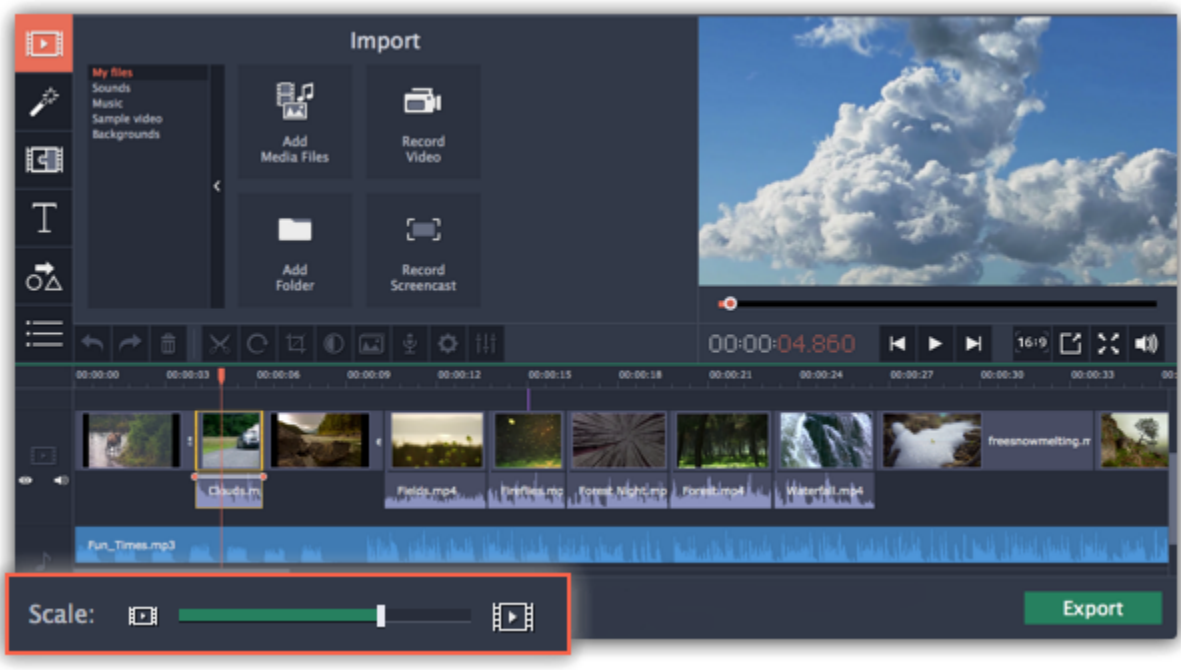 Import
My files
Sounds
Music
Sample video
Backgrounds
Add
Media Files
Record
Video
Add
Folder
Record
Screencast
00:00:04.860
16:9
00:00:00 00:00:03 00:00:06 00:00:09 00:00:12 00:00:15 00:00:18 00:00:21 00:00:24 00:00:27 00:00:30 00:00:33 00:
freesnowmelting.m
Clouds.m Fields.mp4 Fireflies.mp Forest Night.mp Forest.mp4 Waterfall.mp4
Fun_Times.mp3
Scale:
Export